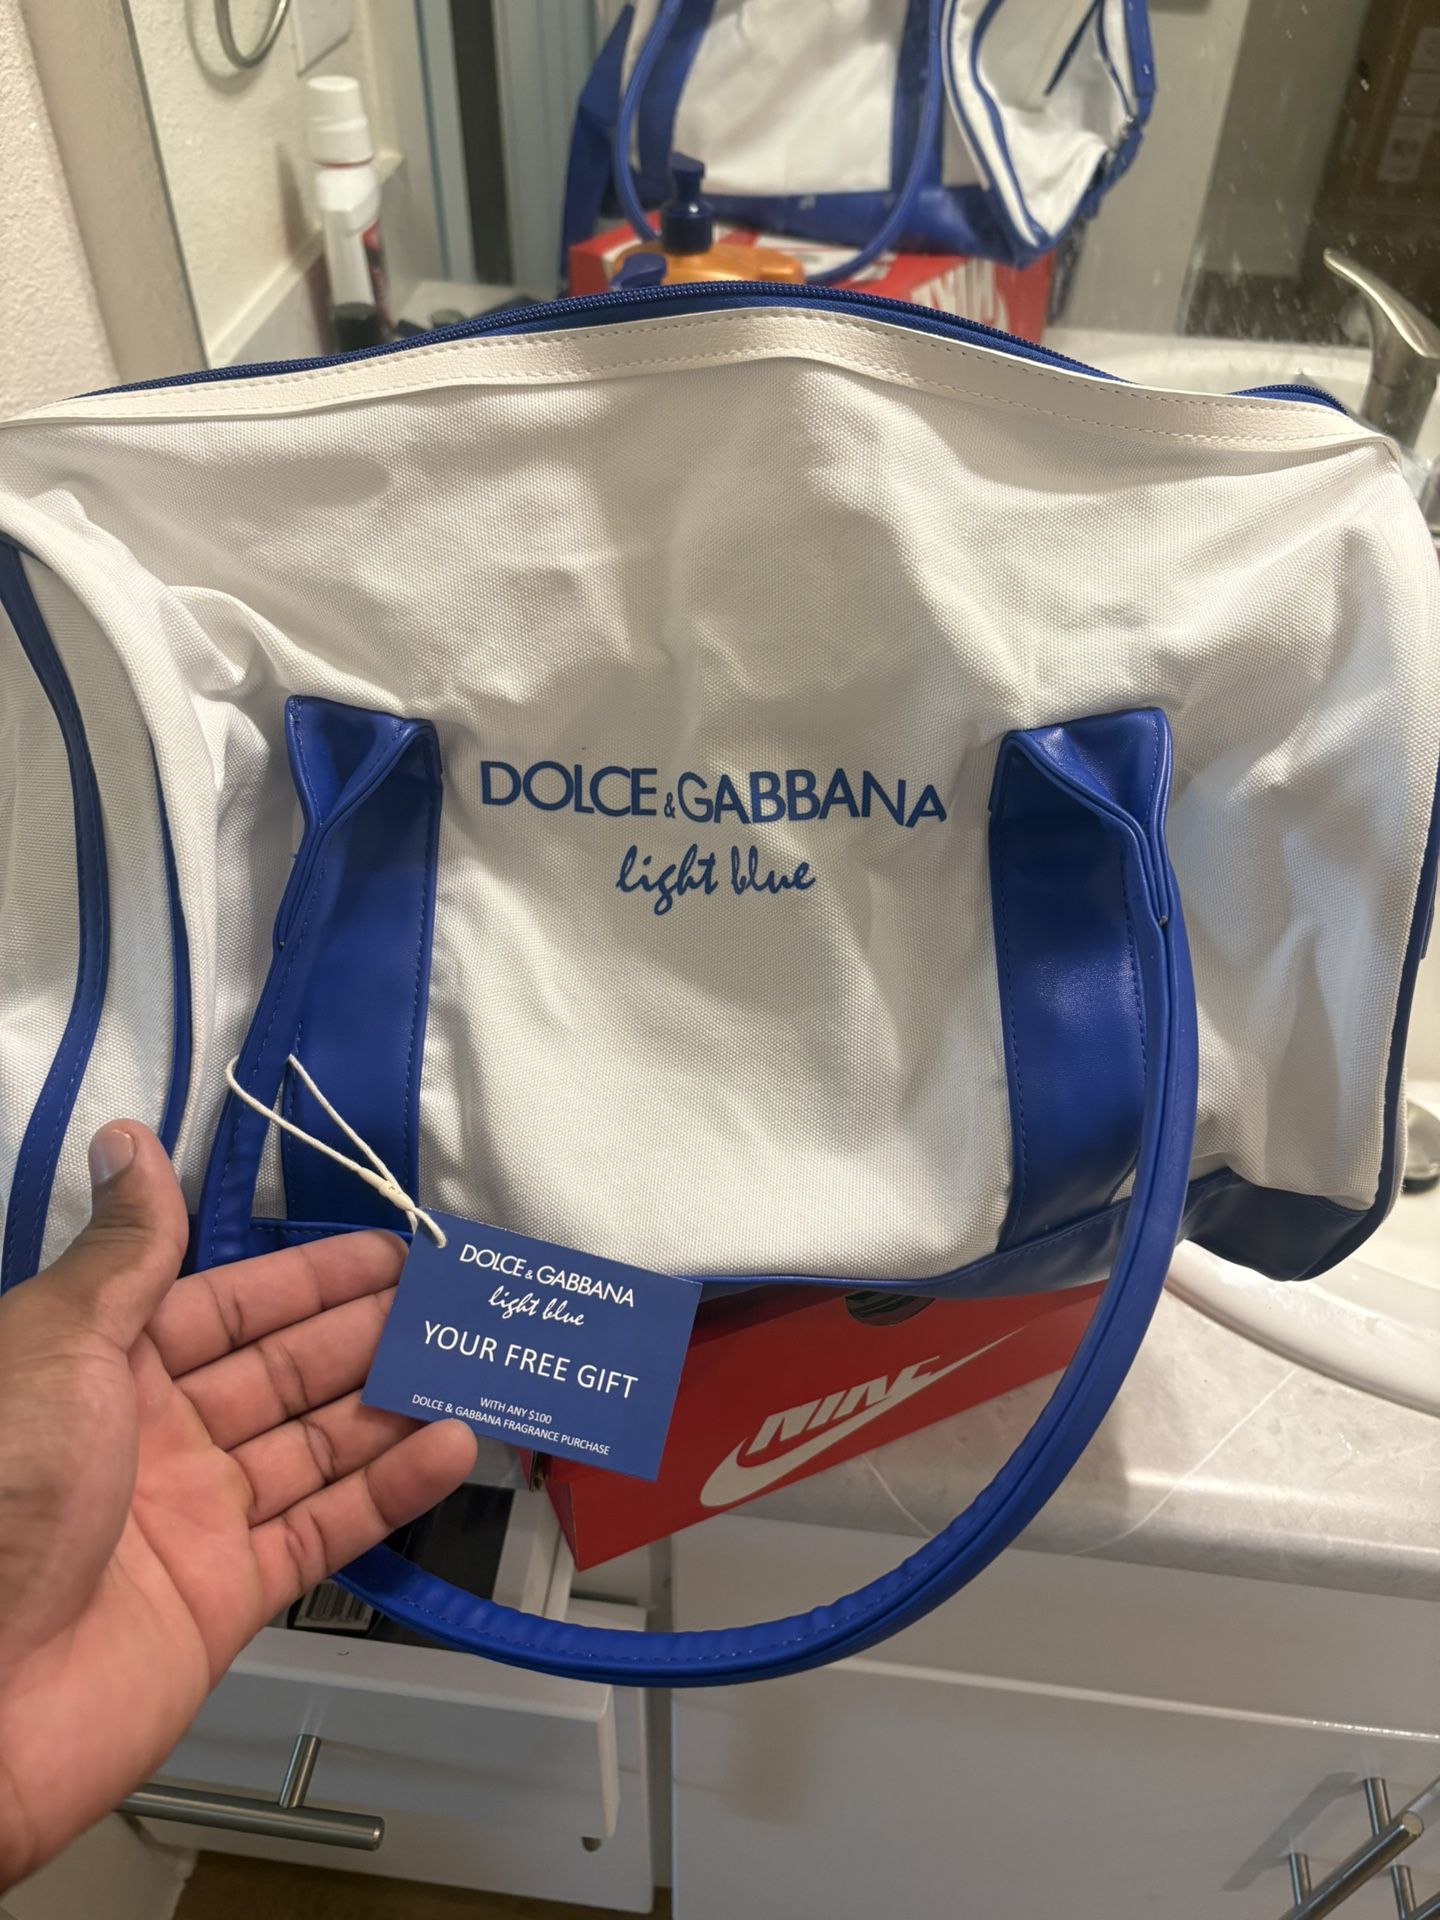 DOLCE & GABBANA
light blue
DOLCE & GABBANA
light blue
YOUR FREE GIFT
WITH ANY $100
DOLCE & GABBANA FRAGRANCE PURCHASE
NIKE